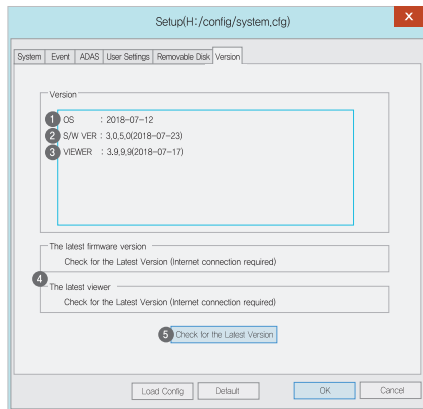 Setup(H:/config/system,cfg)
X
System Event ADAS User Settings Removable Disk Version
Version
1 OS : 2018-07-12
2 S/W VER : 3,0,5,0(2018-07-23)
3 VIEWER : 3.9,9,9(2018-07-17)
The latest firmware version
Check for the Latest Version (Internet connection required)
4
The latest viewer
Check for the Latest Version (Internet connection required)
5 Check for the Latest Version
Load Config Default OK Cancel